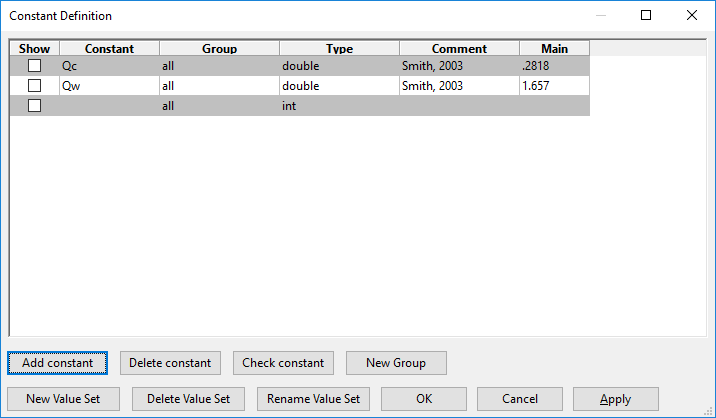 Constant Definition
Show Constant Group Type Comment Main
Qc all double Smith, 2003 .2818
Qw all double Smith, 2003 1.657
all int
Add constant Delete constant Check constant New Group
New Value Set Delete Value Set Rename Value Set OK Cancel Apply